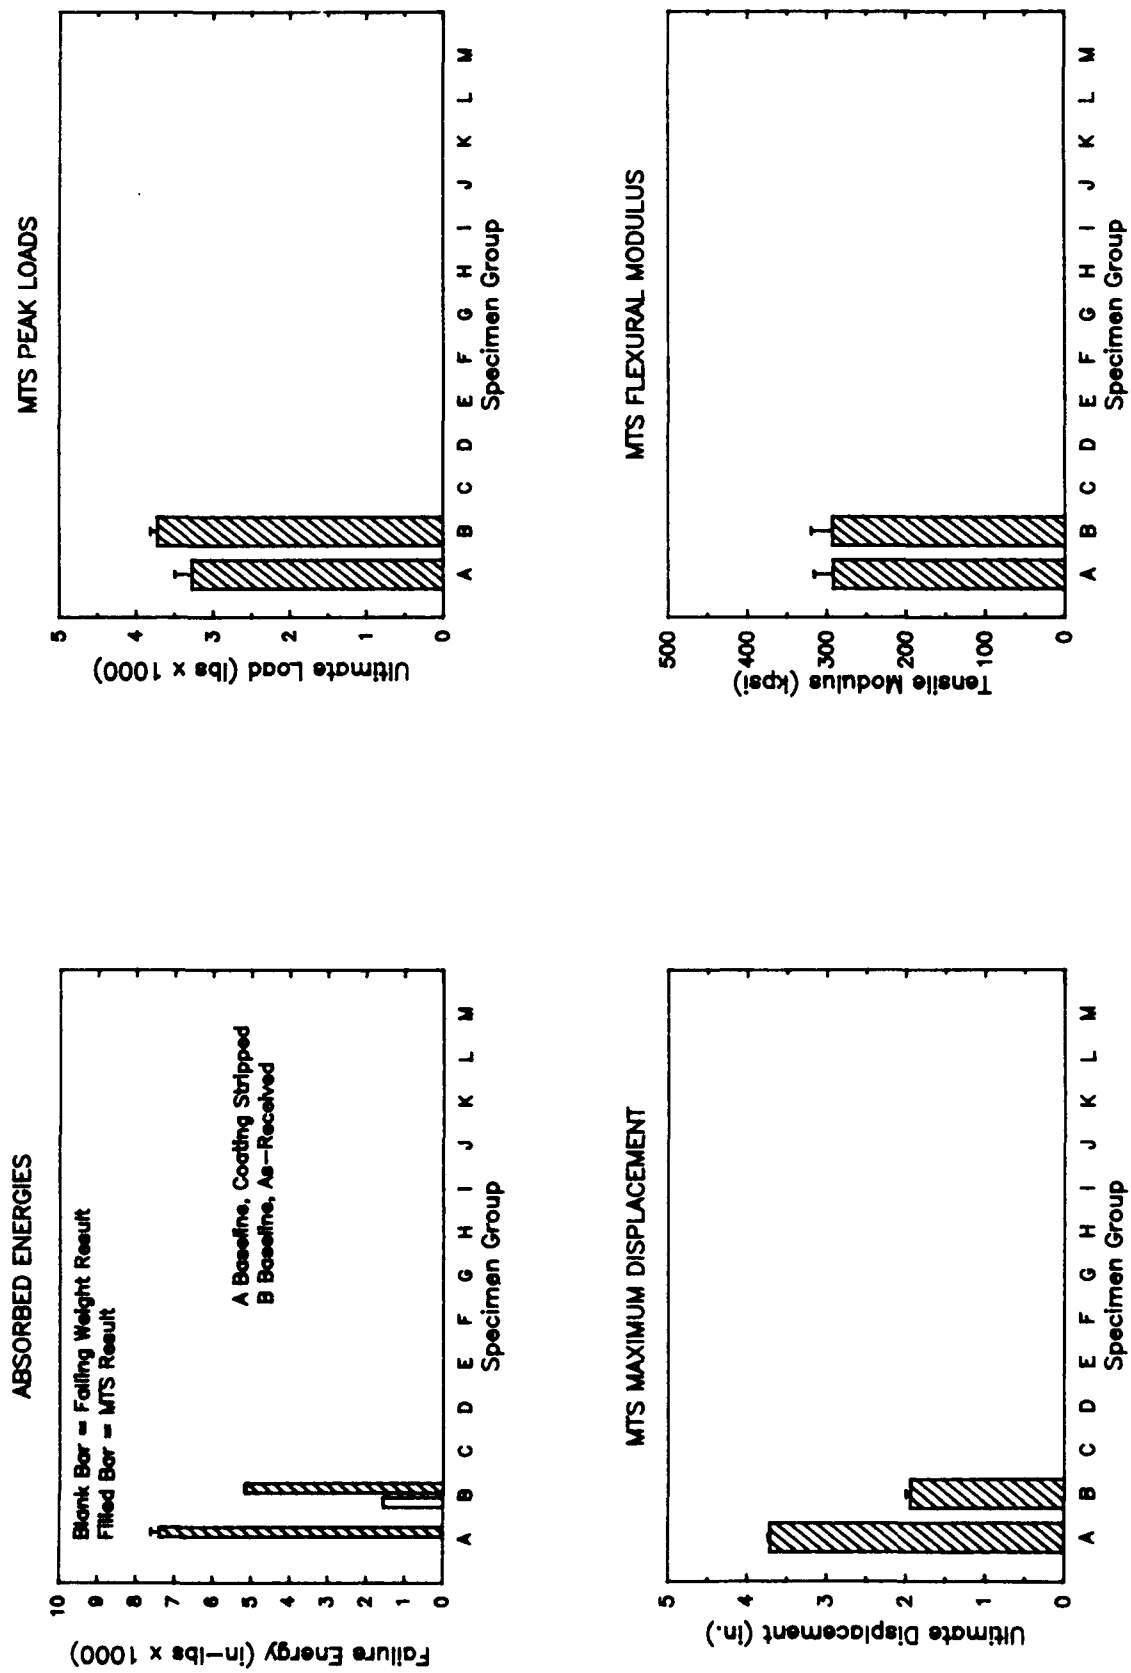 ABSORBED ENERGIES
Failure Energy (in-lbs x 1000)
10
9
8
7
6
5
4
3
2
1
0
Blank Bar = Falling Weight Result
Filled Bar = MTS Result
A Baseline, Coating Stripped
B Baseline, As-Received
A B C D E F G H I J K L M
Specimen Group
MTS PEAK LOADS
Ultimate Load (lbs x 1000)
5
4
3
2
1
0
A B C D E F G H I J K L M
Specimen Group
MTS MAXIMUM DISPLACEMENT
Ultimate Displacement (in.)
5
4
3
2
1
0
A B C D E F G H I J K L M
Specimen Group
MTS FLEXURAL MODULUS
Tensile Modulus (kpsi)
500
400
300
200
100
0
A B C D E F G H I J K L M
Specimen Group